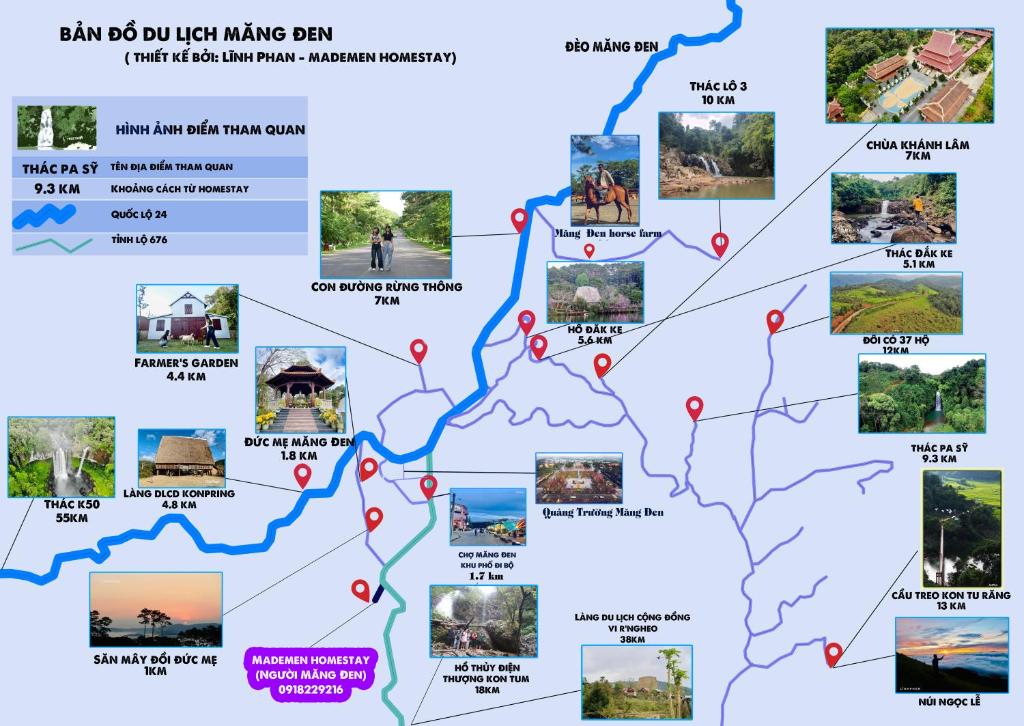 BẢN ĐỒ DU LỊCH MĂNG ĐEN
( THIẾT KẾ BỞI: LĨNH PHAN - MADEMEN HOMESTAY)
HÌNH ẢNH ĐIỂM THAM QUAN
THÁC PA SỸ TÊN ĐỊA ĐIỂM THAM QUAN
9.3 KM KHOẢNG CÁCH TỪ HOMESTAY
QUỐC LỘ 24
TỈNH LỘ 676
ĐÈO MĂNG ĐEN
THÁC LÔ 3
10 KM
CHÙA KHÁNH LÂM
7KM
Măng Đen horse farm
THÁC ĐẮK KE
5.1 KM
CON ĐƯỜNG RỪNG THÔNG
7KM
HỒ ĐĂK KE
5.6 KM
ĐỒI CÓ 37 HỘ
12KM
FARMER'S GARDEN
4.4 KM
ĐỨC MẸ MĂNG ĐEN
1.8 KM
THÁC PA SỸ
9.3 KM
LÀNG DLCD KONPRING
4.8 KM
THÁC K50
55KM
Quảng Trường Măng Đen
CHỢ MĂNG ĐEN
KHU PHỐ ĐI BỘ
1.7 km
CẦU TREO KON TU RĂNG
13 KM
SĂN MÂY ĐỒI ĐỨC MẸ
1KM
MADEMEN HOMESTAY
(NGƯỜI MĂNG ĐEN)
0918229216
HỒ THỦY ĐIỆN
THƯỢNG KON TUM
18KM
LÀNG DU LỊCH CỘNG ĐỒNG
VI R'NGHEO
38KM
NÚI NGỌC LỄ